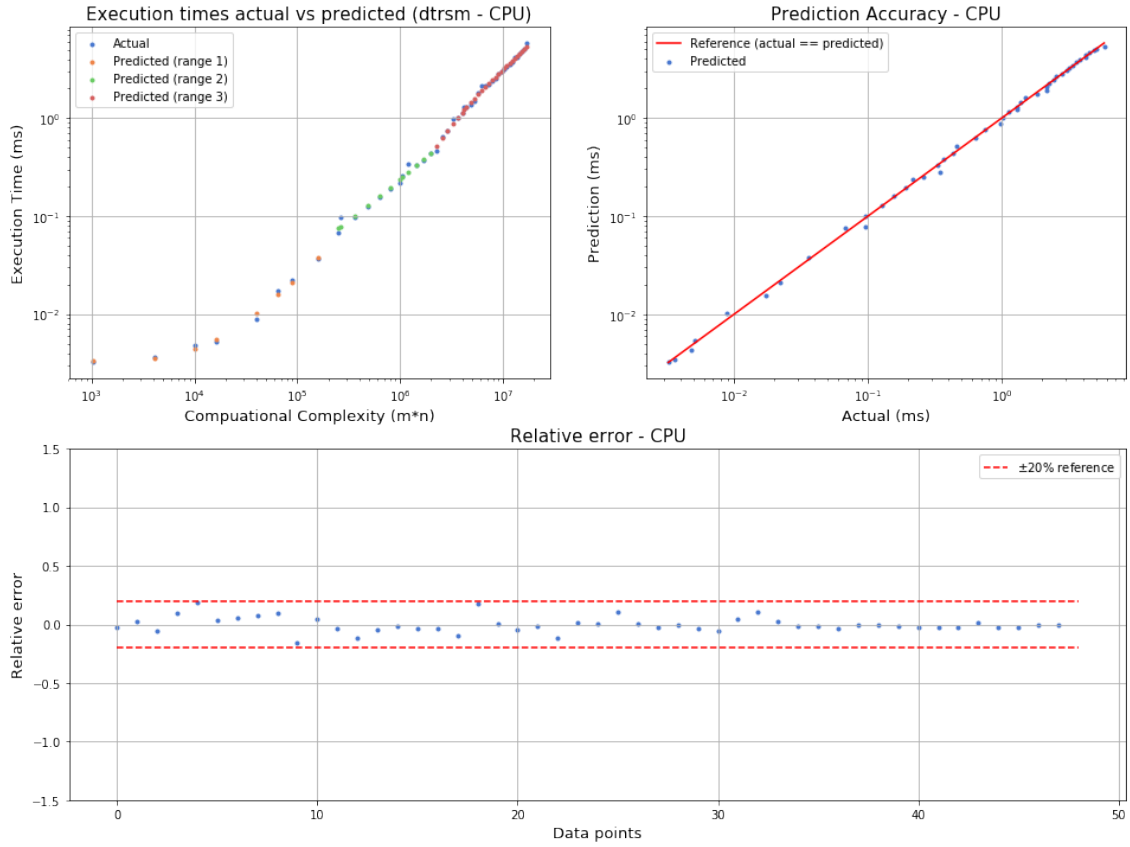 Execution times actual vs predicted (dtrsm - CPU)
Execution Time (ms)
10⁰
10⁻¹
10⁻²
Actual
Predicted (range 1)
Predicted (range 2)
Predicted (range 3)
10³ 10⁴ 10⁵ 10⁶ 10⁷
Compuational Complexity (m*n)
Prediction Accuracy - CPU
Prediction (ms)
10⁰
10⁻¹
10⁻²
Reference (actual == predicted)
Predicted
10⁻² 10⁻¹ 10⁰
Actual (ms)
Relative error - CPU
Relative error
1.5
1.0
0.5
0.0
−0.5
−1.0
−1.5
±20% reference
0 10 20 30 40 50
Data points